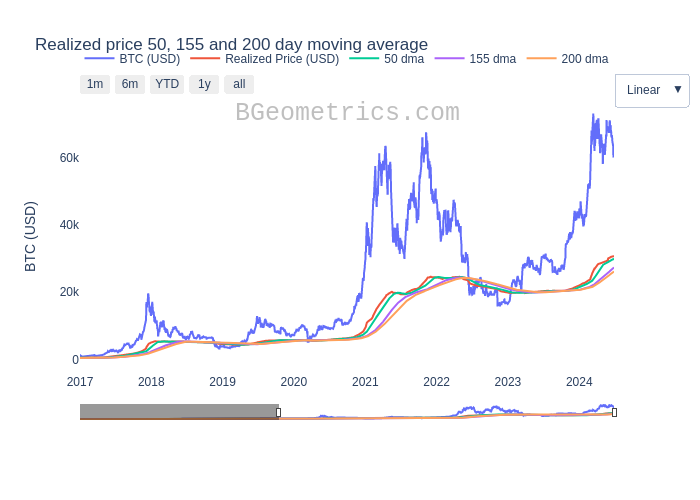 Realized price 50, 155 and 200 day moving average
BTC (USD) Realized Price (USD) 50 dma 155 dma 200 dma
1m 6m YTD 1y all
Linear ▼
BGeometrics.com
BTC (USD)
60k
40k
20k
0
2017 2018 2019 2020 2021 2022 2023 2024